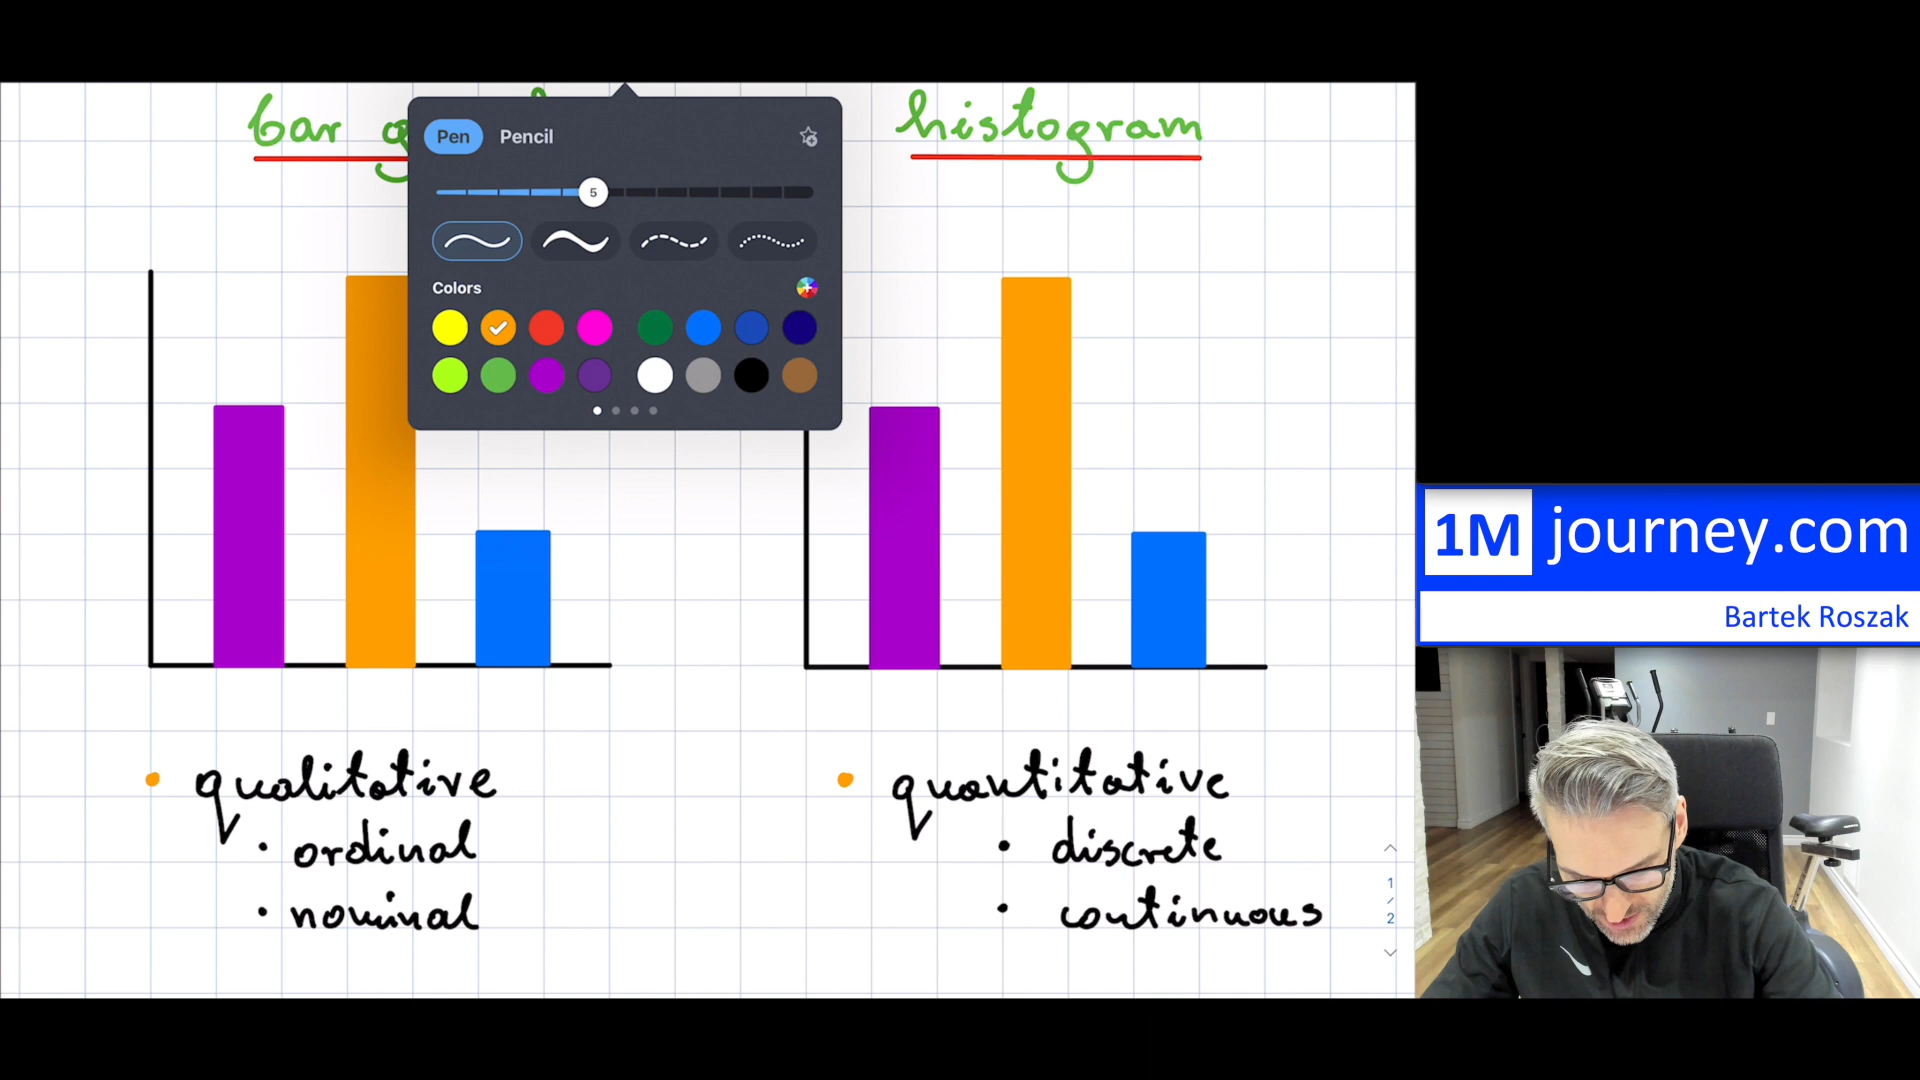 bar g
histogram
Pen Pencil
5
Colors
qualitative
ordinal
nominal
quantitative
discrete
continuous
1
/
2
1M journey.com
Bartek Roszak